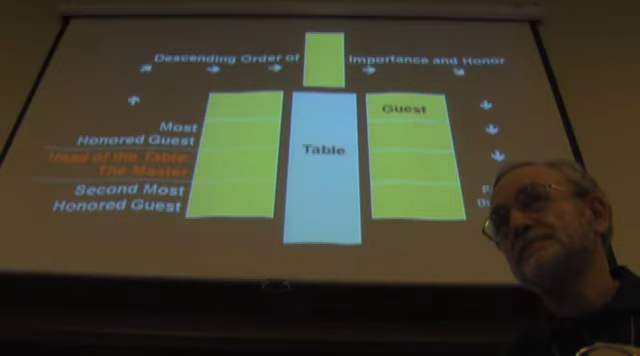 Descending Order of
Importance and Honor
Most
Honored Guest
Head of the Table:
The Master
Second Most
Honored Guest
Table
Guest